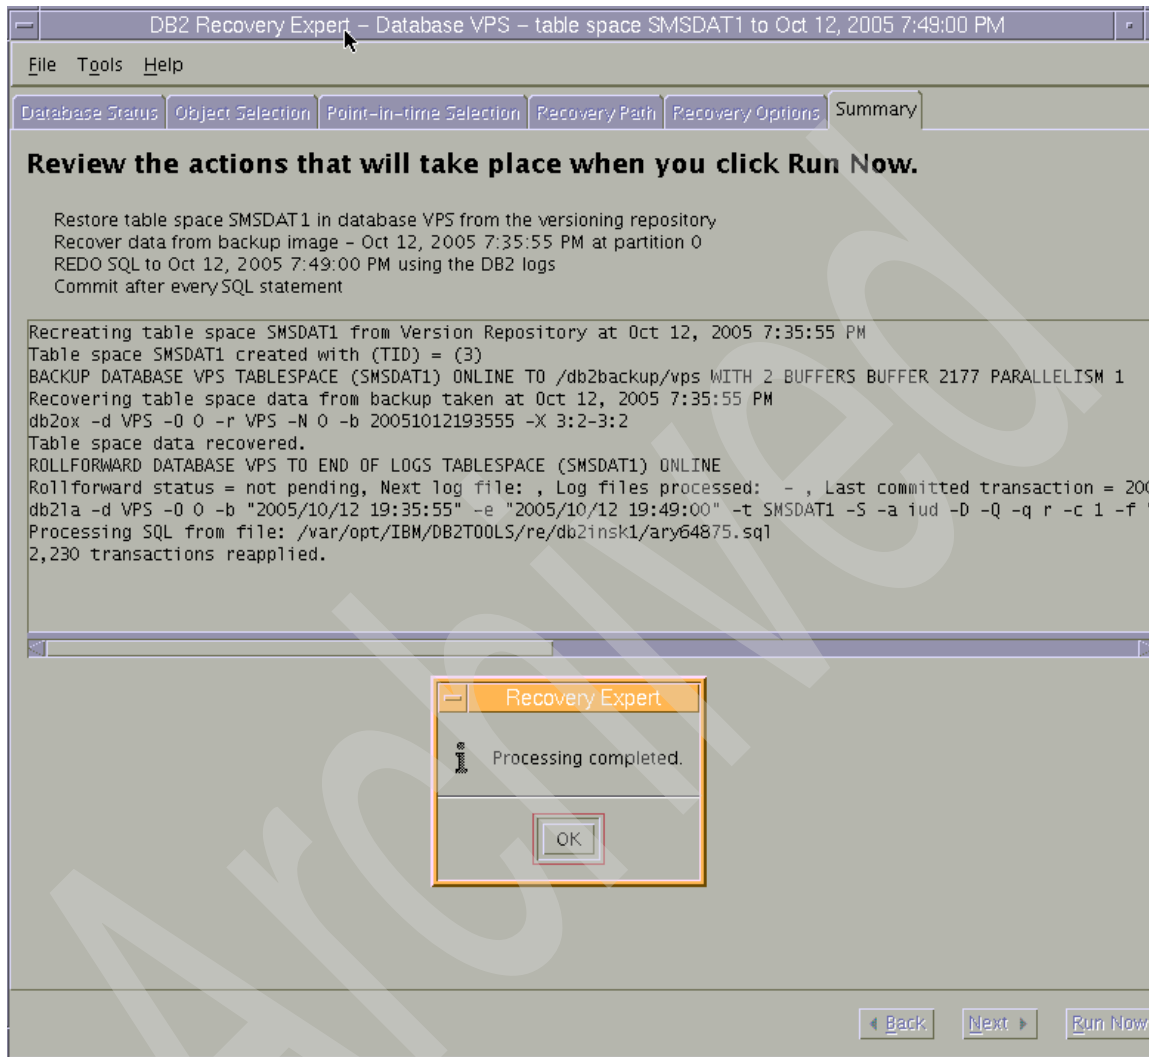 DB2 Recovery Expert – Database VPS – table space SMSDAT1 to Oct 12, 2005 7:49:00 PM
File Tools Help
Database Status Object Selection Point-in-time Selection Recovery Path Recovery Options Summary
Review the actions that will take place when you click Run Now.
Restore table space SMSDAT1 in database VPS from the versioning repository
Recover data from backup image – Oct 12, 2005 7:35:55 PM at partition 0
REDO SQL to Oct 12, 2005 7:49:00 PM using the DB2 logs
Commit after every SQL statement
Recreating table space SMSDAT1 from Version Repository at Oct 12, 2005 7:35:55 PM
Table space SMSDAT1 created with (TID) = (3)
BACKUP DATABASE VPS TABLESPACE (SMSDAT1) ONLINE TO /db2backup/vps WITH 2 BUFFERS BUFFER 2177 PARALLELISM 1
Recovering table space data from backup taken at Oct 12, 2005 7:35:55 PM
db2ox -d VPS -O 0 -r VPS -N 0 -b 20051012193555 -X 3:2-3:2
Table space data recovered.
ROLLFORWARD DATABASE VPS TO END OF LOGS TABLESPACE (SMSDAT1) ONLINE
Rollforward status = not pending, Next log file: , Log files processed: - , Last committed transaction = 200
db2la -d VPS -O 0 -b "2005/10/12 19:35:55" -e "2005/10/12 19:49:00" -t SMSDAT1 -S -a iud -D -Q -q r -c 1 -f "
Processing SQL from file: /var/opt/IBM/DB2TOOLS/re/db2insk1/ary64875.sql
2,230 transactions reapplied.
Recovery Expert
Processing completed.
OK
Back Next Run Now
Archived